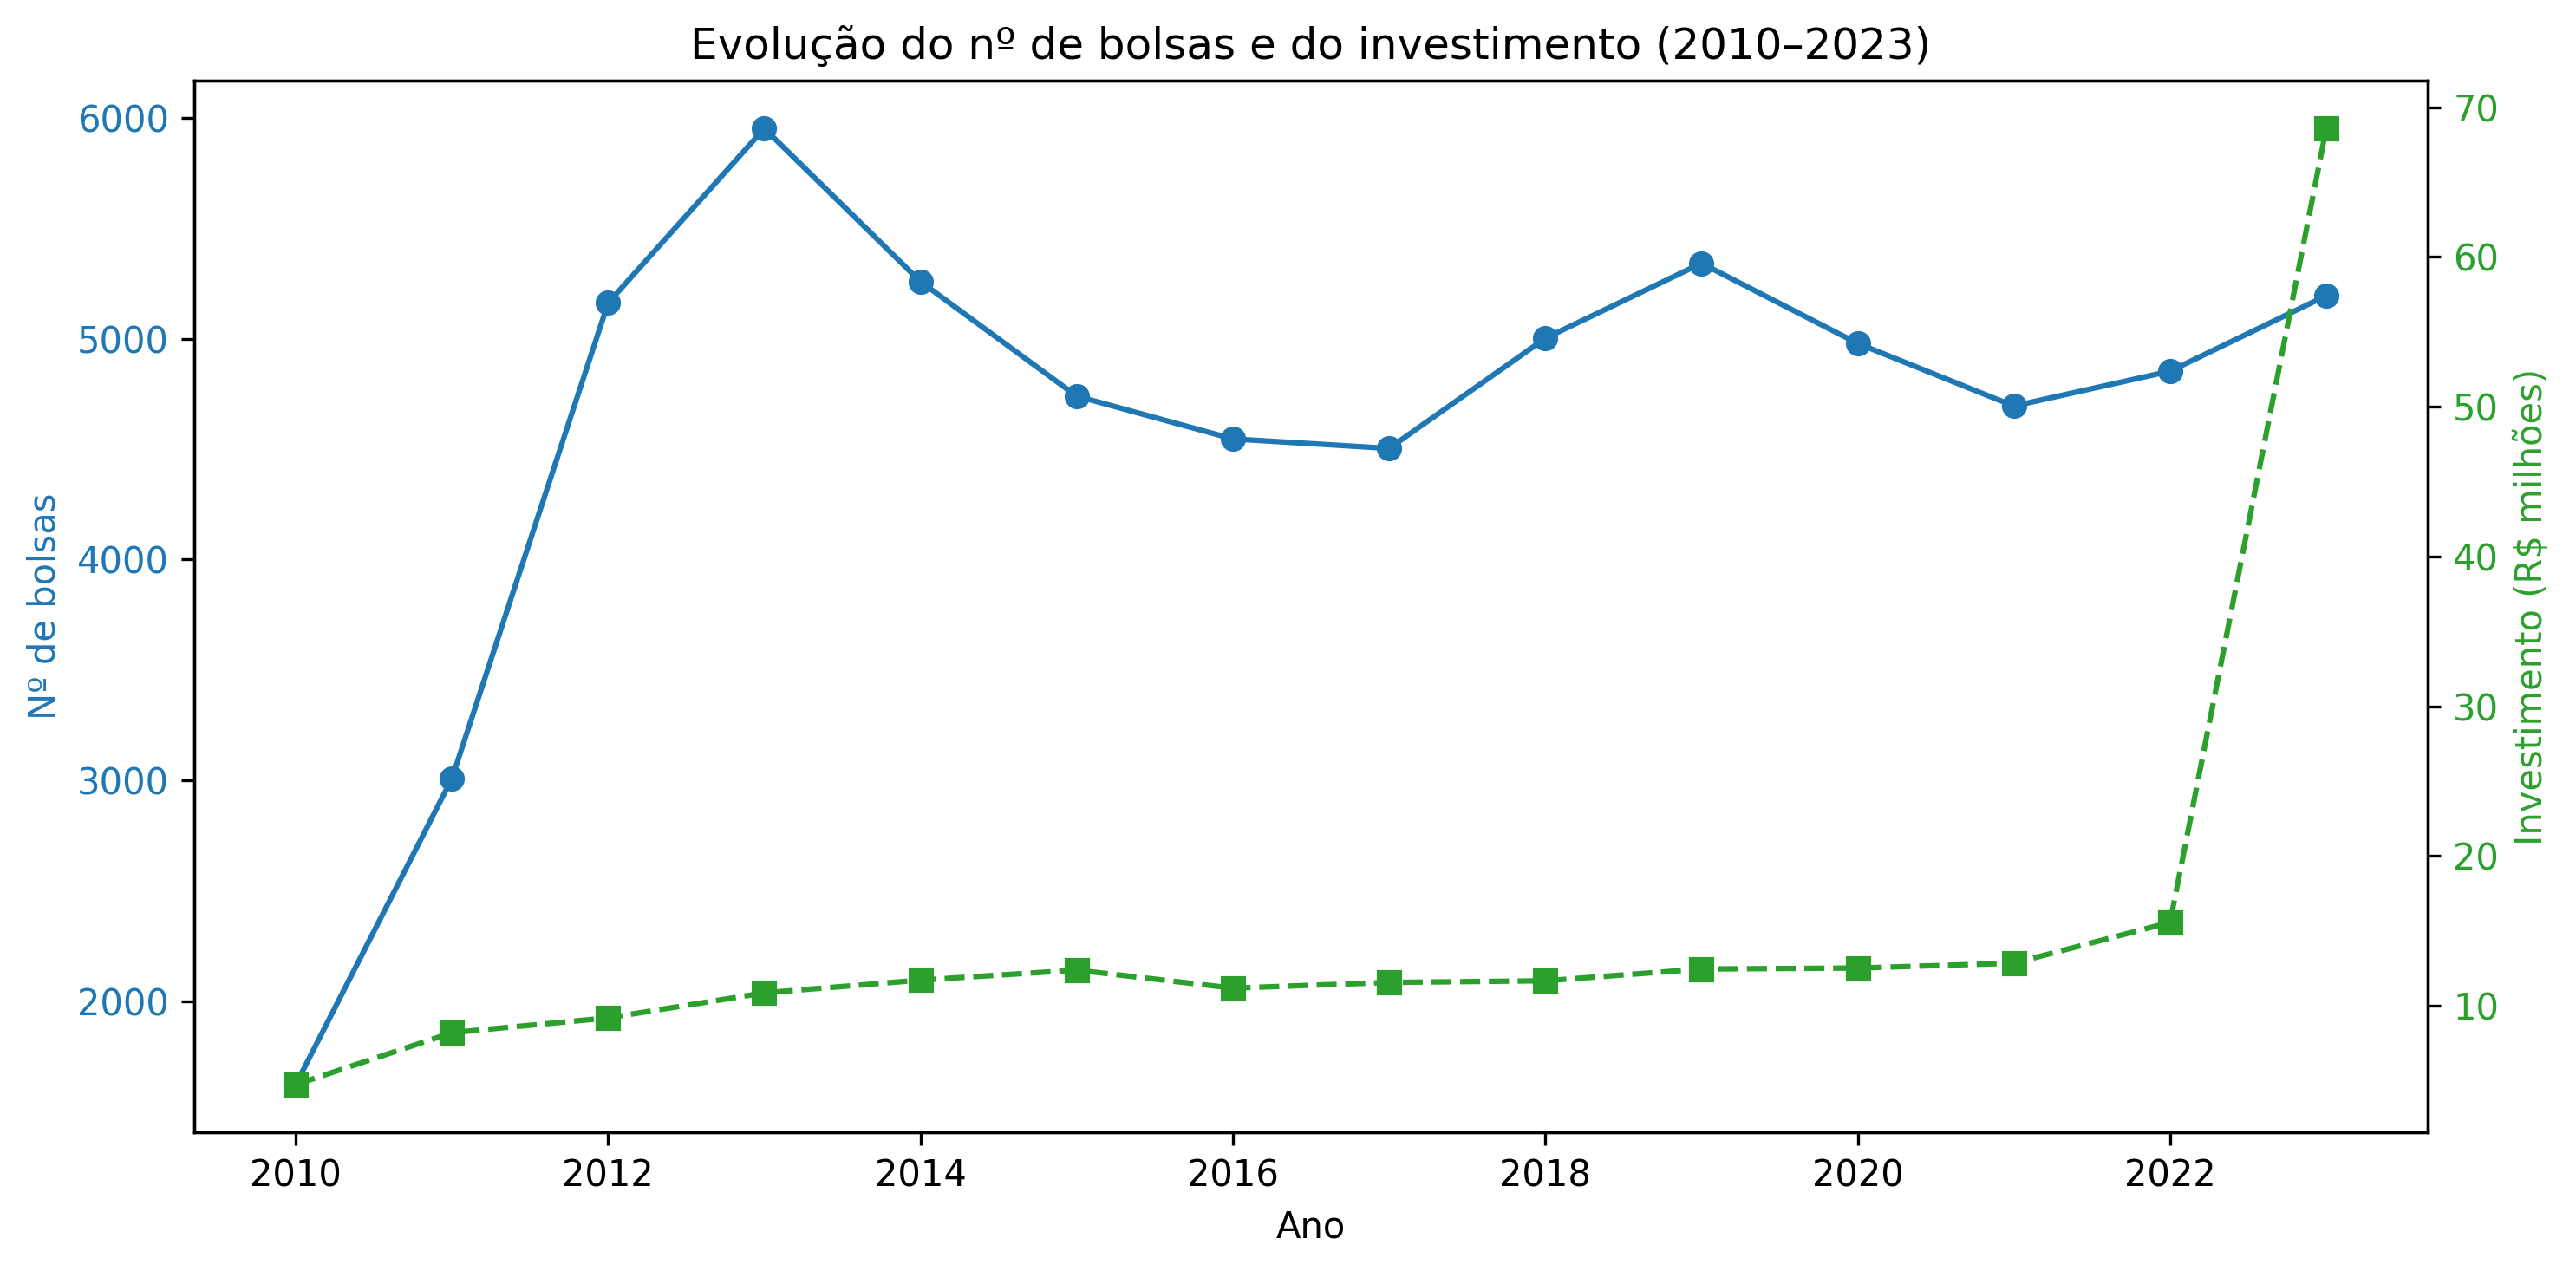 Evolução do nº de bolsas e do investimento (2010–2023)
Nº de bolsas
6000
5000
4000
3000
2000
70
60
50
40
30
20
10
Investimento (R$ milhões)
2010 2012 2014 2016 2018 2020 2022
Ano